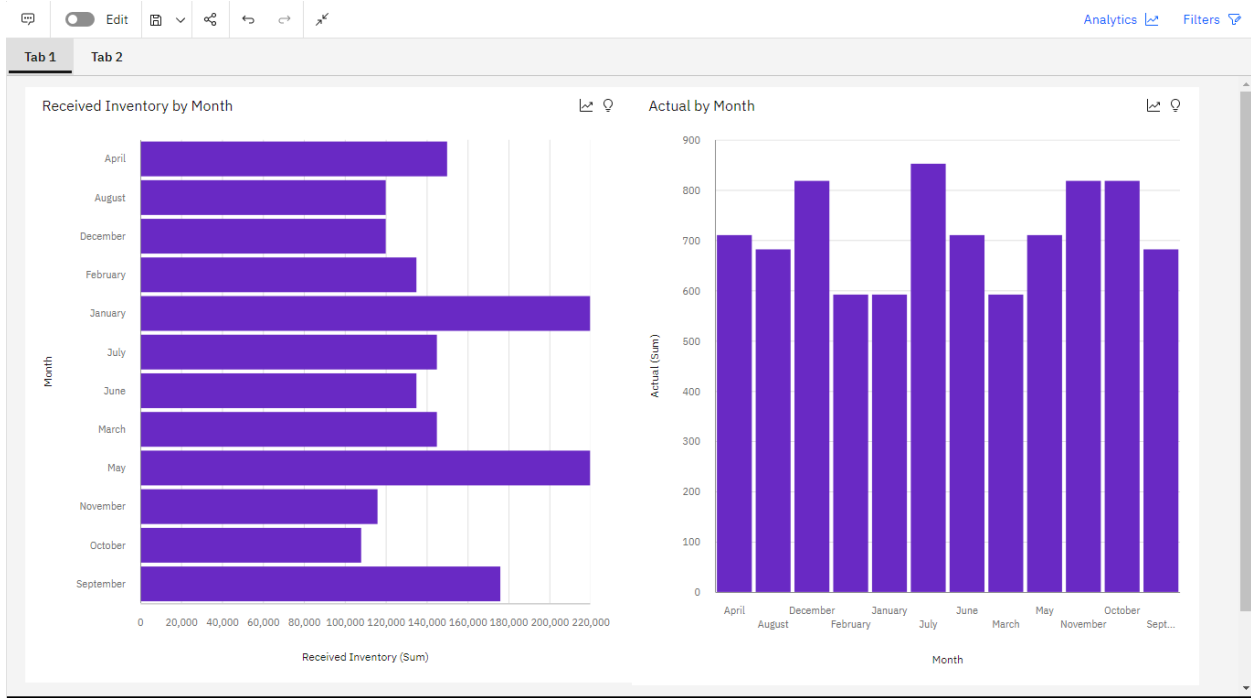 Edit
Analytics
Filters
Tab 1
Tab 2
Received Inventory by Month
April
August
December
February
January
July
June
March
May
November
October
September
Month
0 20,000 40,000 60,000 80,000 100,000 120,000 140,000 160,000 180,000 200,000 220,000
Received Inventory (Sum)
Actual by Month
900
800
700
600
500
400
300
200
100
0
Actual (Sum)
April December January June May October
August February July March November Sept...
Month